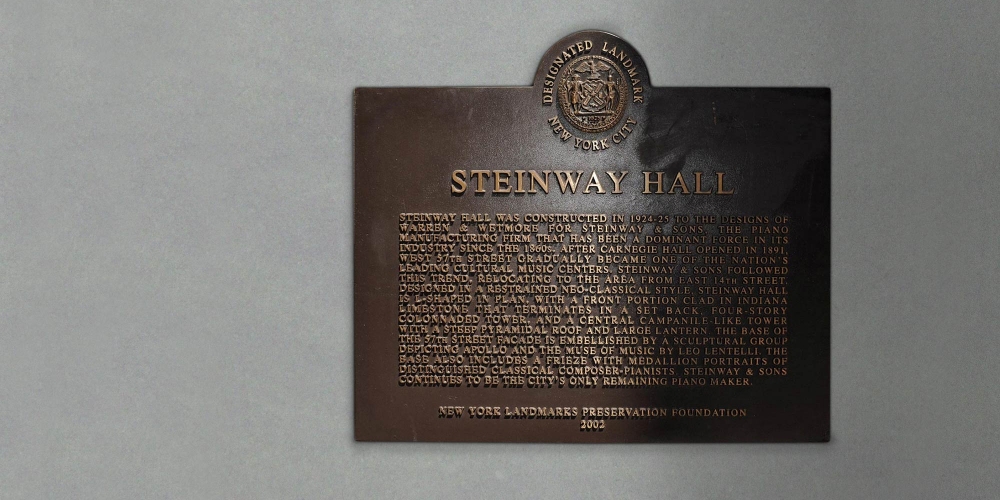 DESIGNATED LANDMARK
NEW YORK CITY
STEINWAY HALL
STEINWAY HALL WAS CONSTRUCTED IN 1924-25 TO THE DESIGNS OF
WARREN & WETMORE FOR STEINWAY & SONS, THE PIANO
MANUFACTURING FIRM THAT HAS BEEN A DOMINANT FORCE IN ITS
INDUSTRY SINCE THE 1860s. AFTER CARNEGIE HALL OPENED IN 1891,
WEST 57TH STREET GRADUALLY BECAME ONE OF THE NATION'S
LEADING CULTURAL MUSIC CENTERS. STEINWAY & SONS FOLLOWED
THIS TREND, RELOCATING TO THE AREA FROM EAST 14TH STREET.
DESIGNED IN A RESTRAINED NEO-CLASSICAL STYLE, STEINWAY HALL
IS L-SHAPED IN PLAN, WITH A FRONT PORTION CLAD IN INDIANA
LIMESTONE THAT TERMINATES IN A SET BACK, FOUR-STORY
COLONNADED TOWER, AND A CENTRAL CAMPANILE-LIKE TOWER
WITH A STEEP PYRAMIDAL ROOF AND LARGE LANTERN. THE BASE OF
THE 57TH STREET FACADE IS EMBELLISHED BY A SCULPTURAL GROUP
DEPICTING APOLLO AND THE MUSE OF MUSIC BY LEO LENTELLI. THE
BASE ALSO INCLUDES A FRIEZE WITH MEDALLION PORTRAITS OF
DISTINGUISHED CLASSICAL COMPOSER-PIANISTS. STEINWAY & SONS
CONTINUES TO BE THE CITY'S ONLY REMAINING PIANO MAKER.
NEW YORK LANDMARKS PRESERVATION FOUNDATION
2002